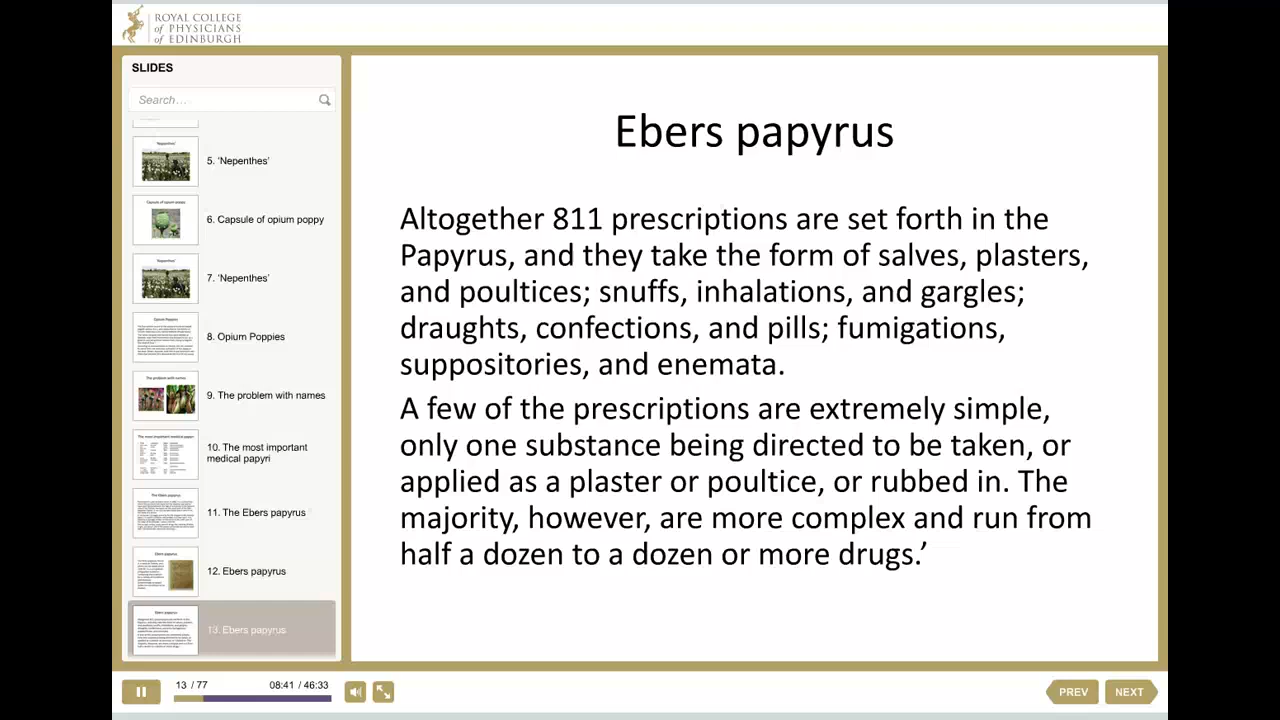 ROYAL COLLEGE
of PHYSICIANS
of EDINBURGH
SLIDES
Search...
5. ‘Nepenthes’
6. Capsule of opium poppy
7. ‘Nepenthes’
8. Opium Poppies
9. The problem with names
10. The most important
medical papyri
11. The Ebers papyrus
12. Ebers papyrus
13. Ebers papyrus
Ebers papyrus
Altogether 811 prescriptions are set forth in the
Papyrus, and they take the form of salves, plasters,
and poultices; snuffs, inhalations, and gargles;
draughts, confections, and pills; fumigations,
suppositories, and enemata.
A few of the prescriptions are extremely simple,
only one substance being directed to be taken, or
applied as a plaster or poultice, or rubbed in. The
majority, however, are more complex and run from
half a dozen to a dozen or more drugs.’
13 / 77
08:41 / 46:33
PREV
NEXT